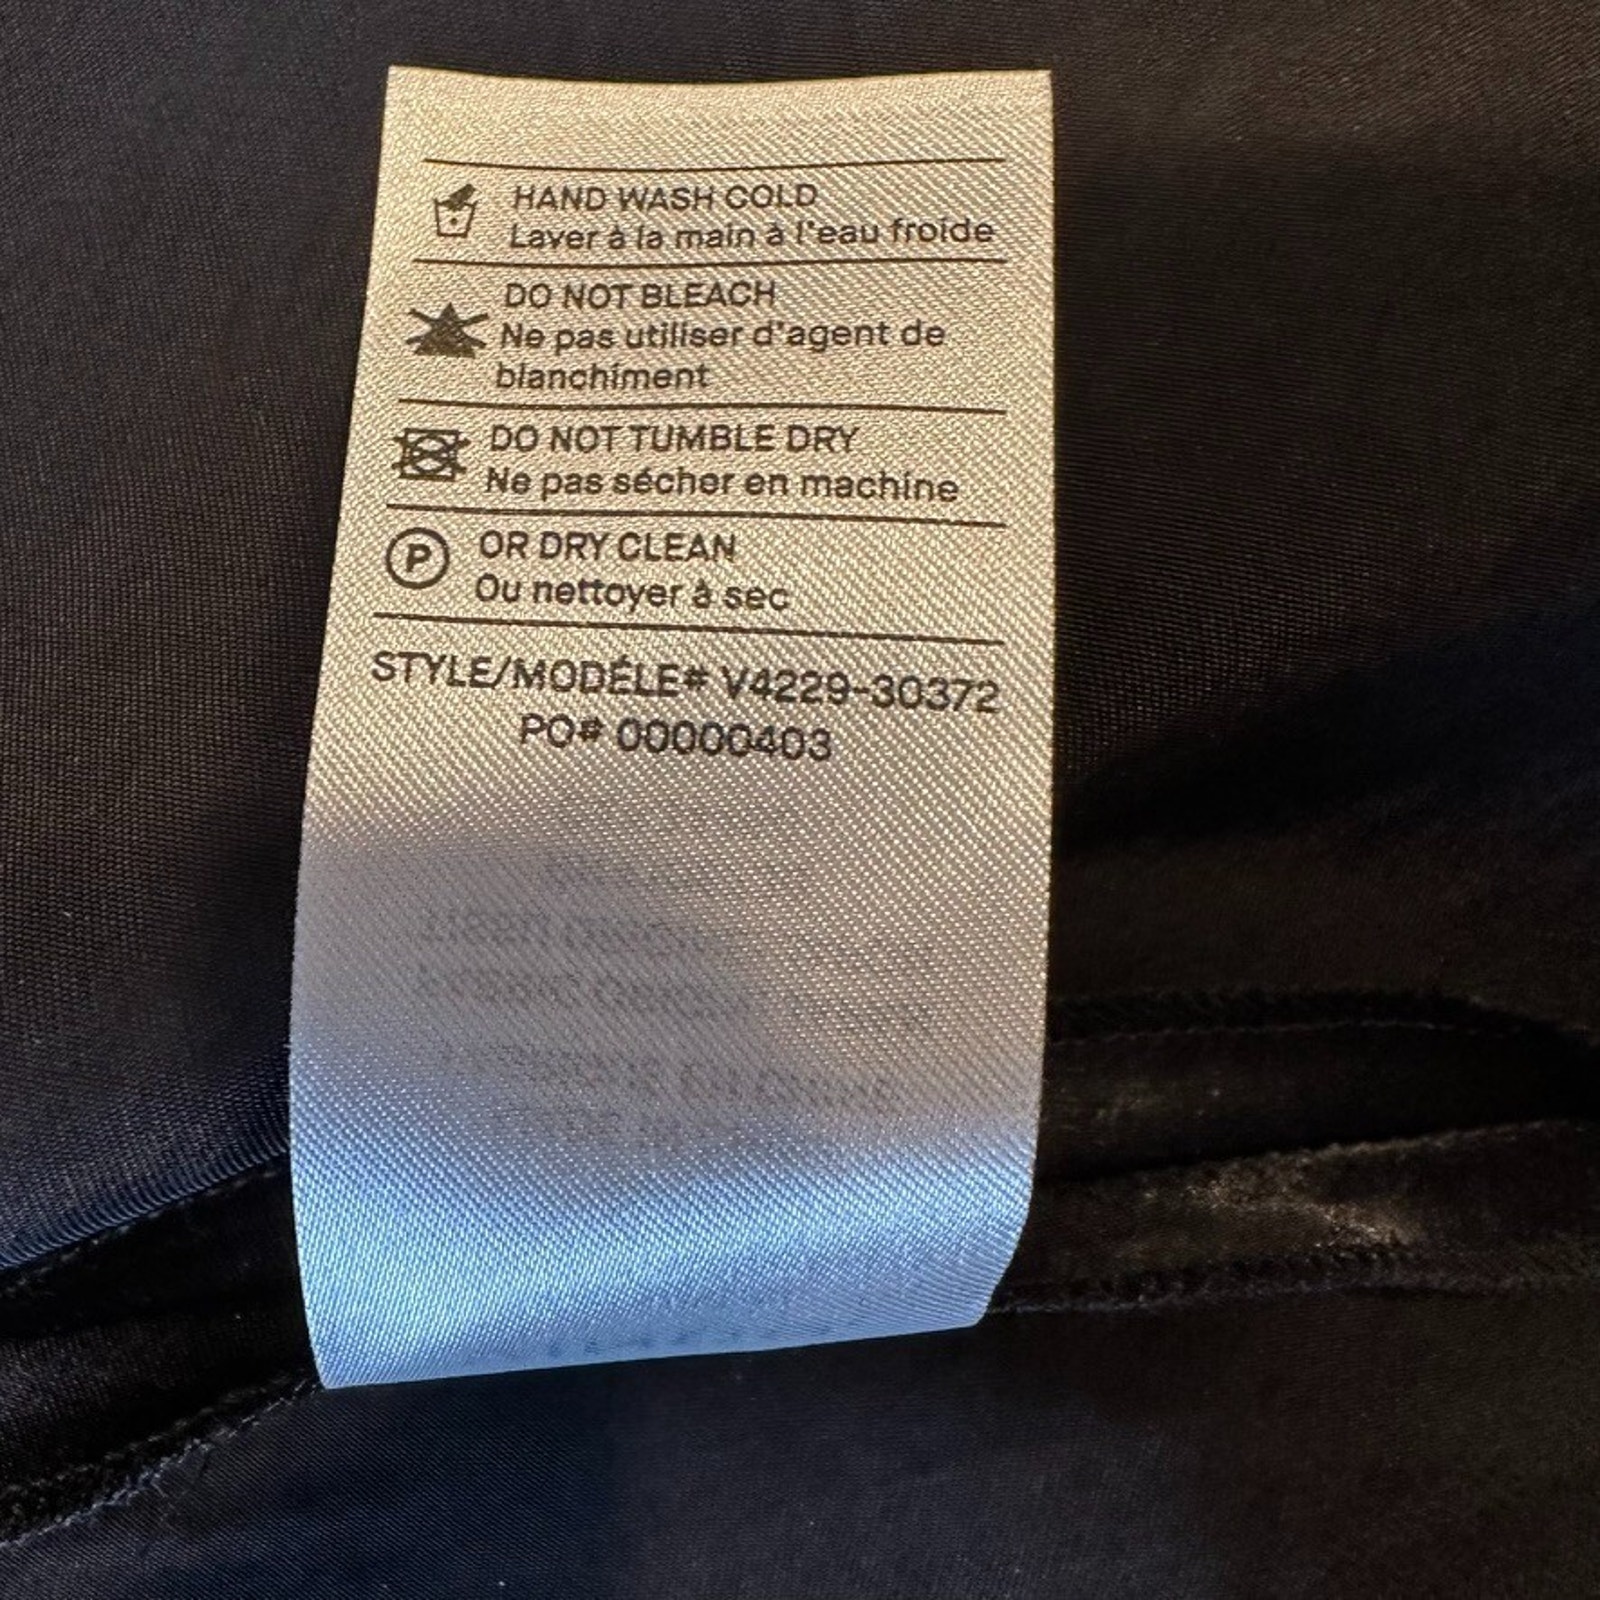 HAND WASH COLD
Laver à la main à l'eau froide
DO NOT BLEACH
Ne pas utiliser d'agent de
blanchiment
DO NOT TUMBLE DRY
Ne pas sécher en machine
P OR DRY CLEAN
Ou nettoyer à sec
STYLE/MODÉLE# V4229-30372
PO# 00000403